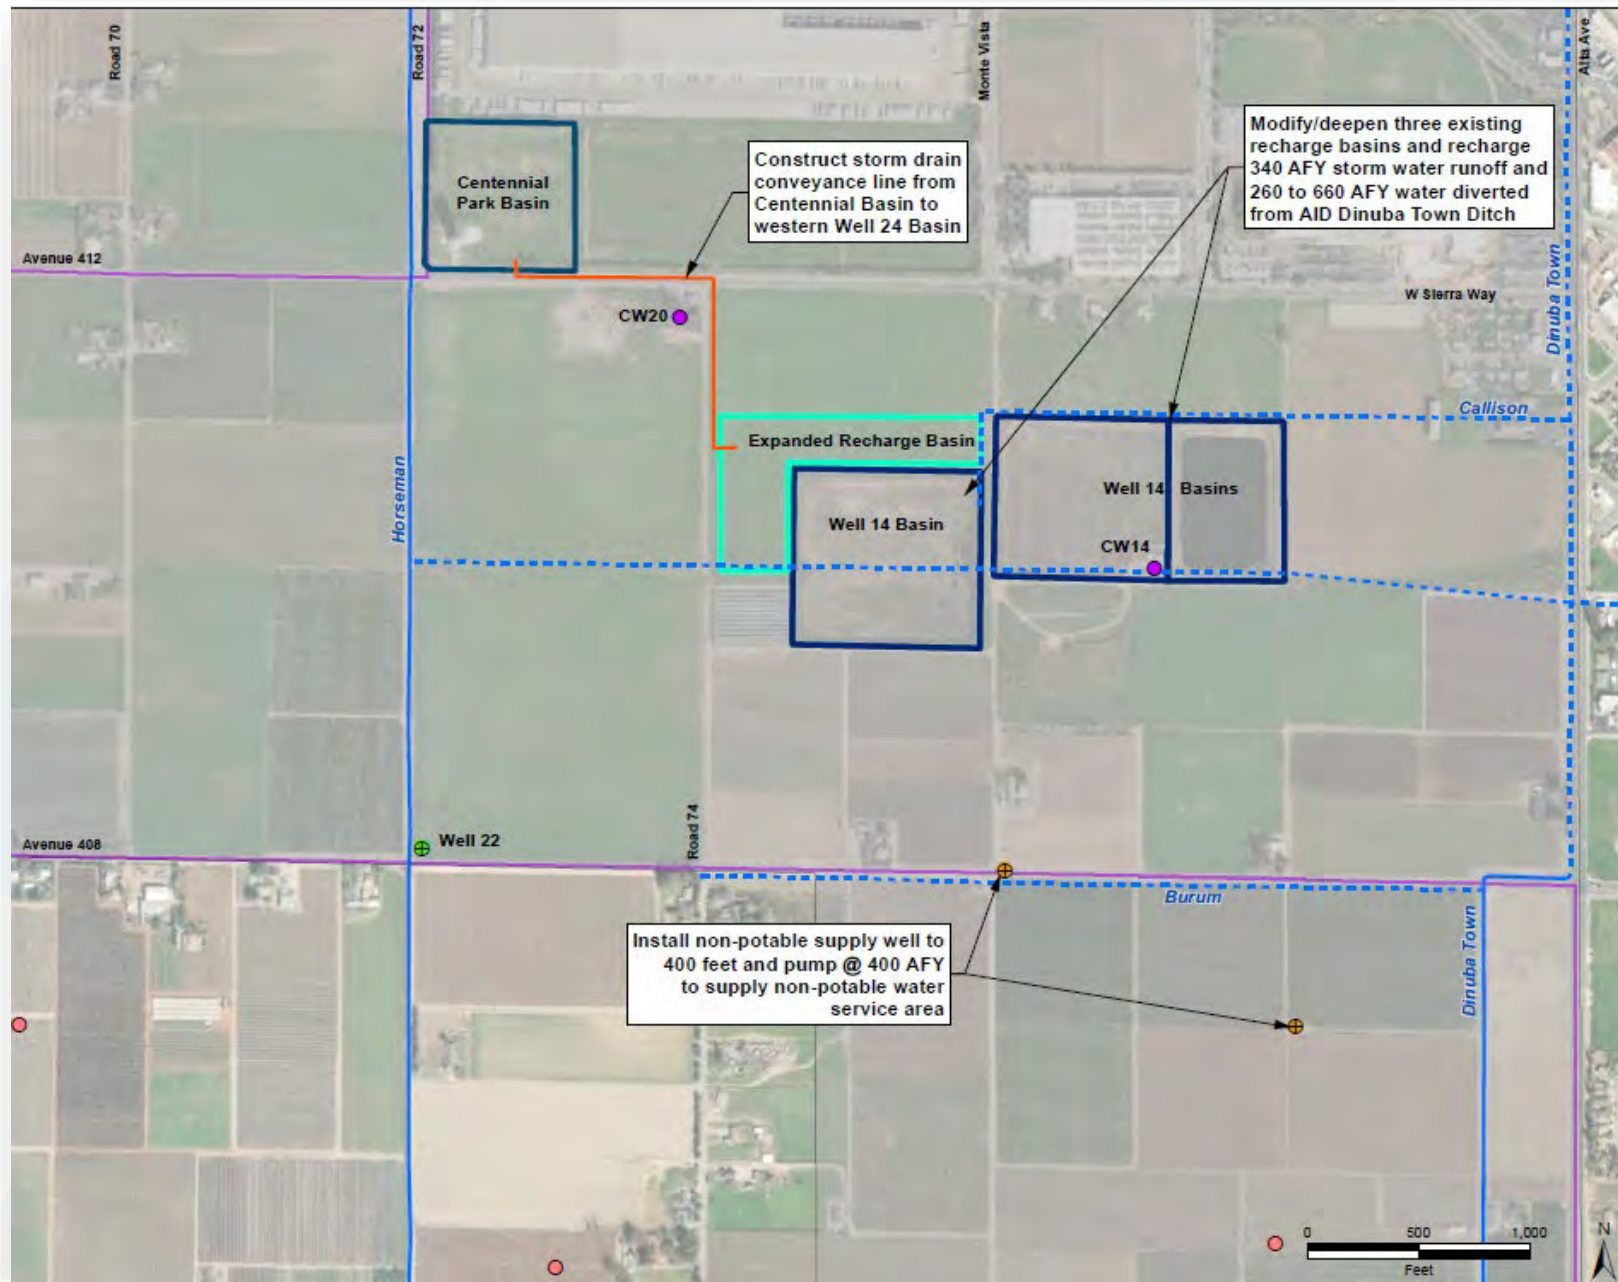 Road 70
Road 72
Monte Vista
Alta Ave
Centennial
Park Basin
Construct storm drain
conveyance line from
Centennial Basin to
western Well 24 Basin
Modify/deepen three existing
recharge basins and recharge
340 AFY storm water runoff and
260 to 660 AFY water diverted
from AID Dinuba Town Ditch
Avenue 412
CW20
W Sierra Way
Dinuba Town
Callison
Expanded Recharge Basin
Horseman
Well 14 Basin
Well 14 Basins
CW14
Road 74
Avenue 408
Well 22
Burum
Dinuba Town
Install non-potable supply well to
400 feet and pump @ 400 AFY
to supply non-potable water
service area
0 500 1,000
Feet
N